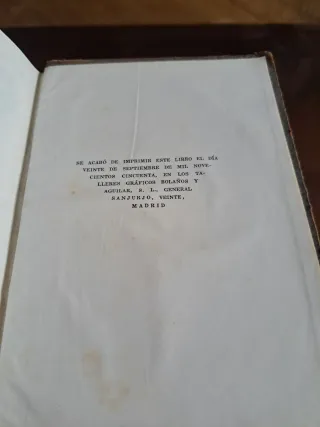 SE ACABÓ DE IMPRIMIR ESTE LIBRO EL DÍA
VEINTE DE SEPTIEMBRE DE MIL NOVE-
CIENTOS CINCUENTA, EN LOS TA-
LLERES GRÁFICOS BOLAÑOS Y
AGUILAR, S. L., GENERAL
SANJURJO, VEINTE,
MADRID